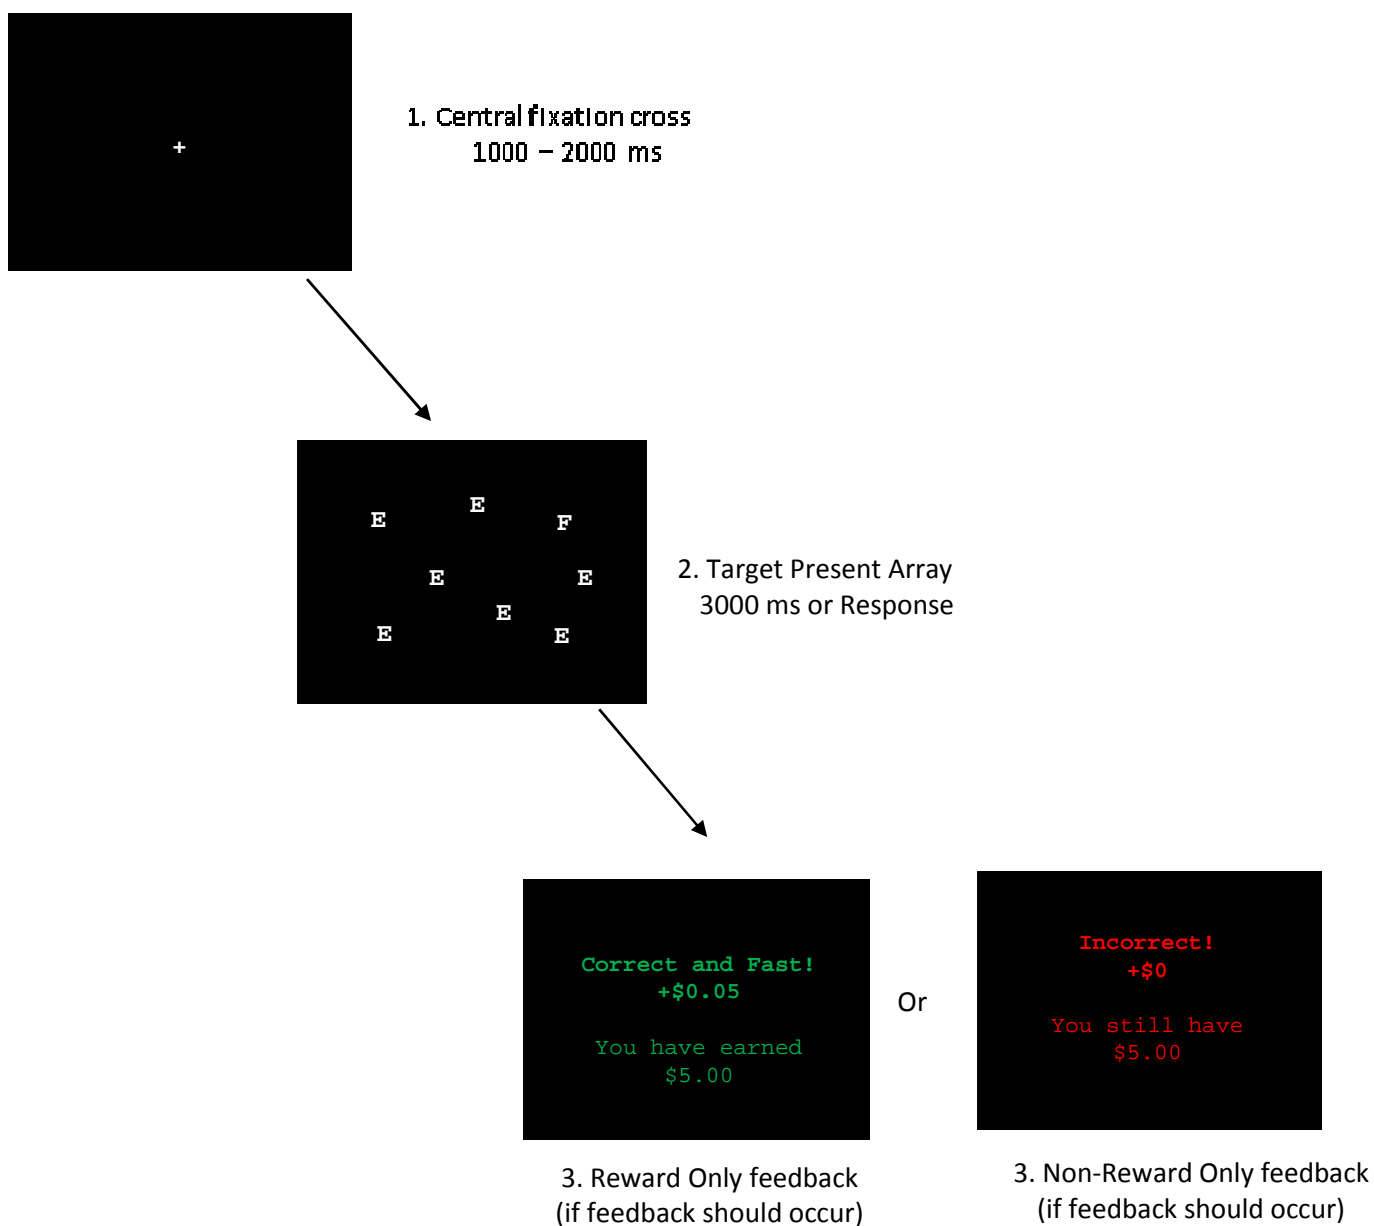 +
1. Central fixation cross
1000 – 2000 ms
E
E
F
E
E
E
E
E
2. Target Present Array
3000 ms or Response
Correct and Fast!
+$0.05
You have earned
$5.00
Or
Incorrect!
+$0
You still have
$5.00
3. Reward Only feedback
(if feedback should occur)
3. Non-Reward Only feedback
(if feedback should occur)